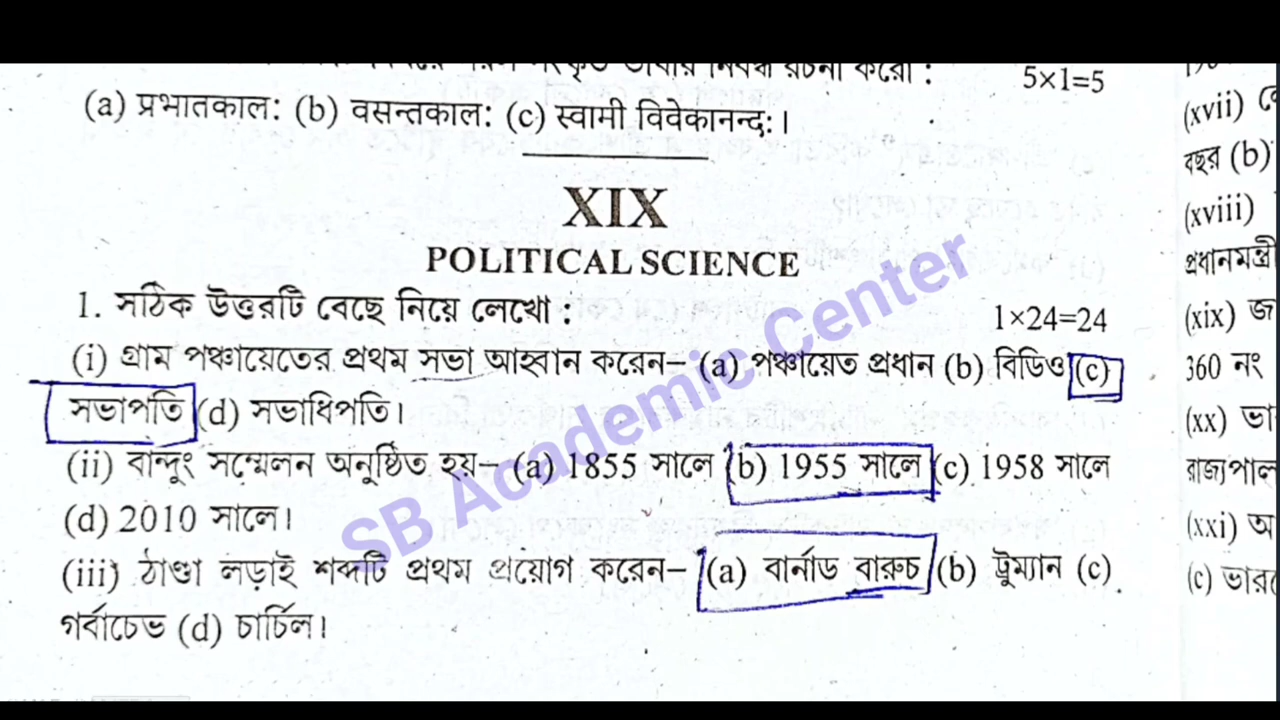 করো :
5×1=5
(a) প্রভাতকাল: (b) বসন্তকাল: (c) স্বামী বিবেকানন্দ:।
XIX
POLITICAL SCIENCE
1. সঠিক উত্তরটি বেছে নিয়ে লেখো :
1×24=24
(i) গ্রাম পঞ্চায়েতের প্রথম সভা আহ্বান করেন– (a) পঞ্চায়েত প্রধান (b) বিডিও (c)
সভাপতি (d) সভাধিপতি।
(ii) বান্দুং সম্মেলন অনুষ্ঠিত হয়– (a) 1855 সালে (b) 1955 সালে (c) 1958 সালে
(d) 2010 সালে।
(iii) ঠাণ্ডা লড়াই শব্দটি প্রথম প্রয়োগ করেন– (a) বার্নাড বারুচ (b) ট্রুম্যান (c)
গর্বাচেভ (d) চার্চিল।
SB Academic Center
(xvii)
বছর (b)
(xviii)
প্রধানমন্ত্রী
(xix) জ
360 নং
(xx) ভা
রাজ্যপাল
(xxi) অ
(c)